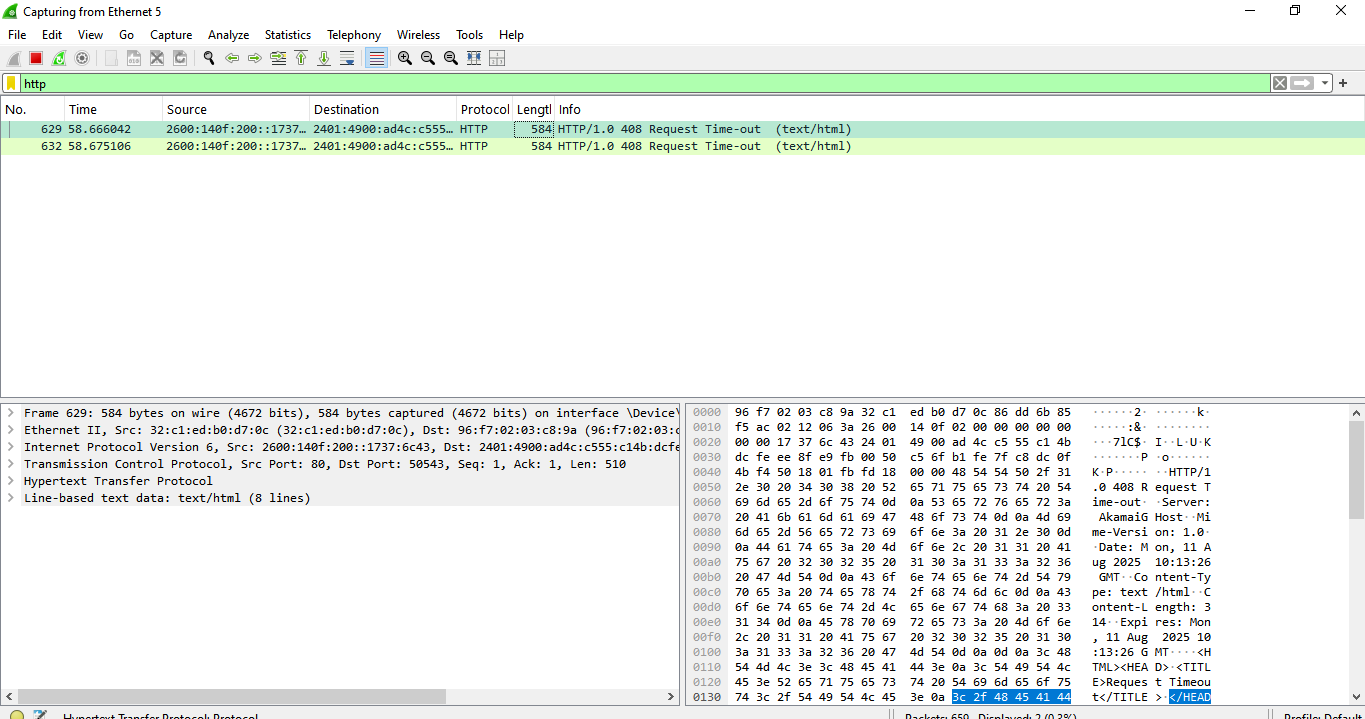 Capturing from Ethernet 5
File Edit View Go Capture Analyze Statistics Telephony Wireless Tools Help
http
No. Time Source Destination Protocol Lengtl Info
629 58.666042 2600:140f:200::1737… 2401:4900:ad4c:c555… HTTP 584 HTTP/1.0 408 Request Time-out (text/html)
632 58.675106 2600:140f:200::1737… 2401:4900:ad4c:c555… HTTP 584 HTTP/1.0 408 Request Time-out (text/html)
Frame 629: 584 bytes on wire (4672 bits), 584 bytes captured (4672 bits) on interface \Device\
Ethernet II, Src: 32:c1:ed:b0:d7:0c (32:c1:ed:b0:d7:0c), Dst: 96:f7:02:03:c8:9a (96:f7:02:03:c
Internet Protocol Version 6, Src: 2600:140f:200::1737:6c43, Dst: 2401:4900:ad4c:c555:c14b:dcfe
Transmission Control Protocol, Src Port: 80, Dst Port: 50543, Seq: 1, Ack: 1, Len: 510
Hypertext Transfer Protocol
Line-based text data: text/html (8 lines)
0000 96 f7 02 03 c8 9a 32 c1 ed b0 d7 0c 86 dd 6b 85 ······2· ······k·
0010 f5 ac 02 12 06 3a 26 00 14 0f 02 00 00 00 00 00 ·····:&· ········
0020 00 00 17 37 6c 43 24 01 49 00 ad 4c c5 55 c1 4b ···7lC$· I··L·U·K
0030 dc fe ee 8f e9 fb 00 50 c5 6f b1 fe 7f c8 dc 0f ·······P ·o······
0040 4b f4 50 18 01 fb fd 18 00 00 48 54 54 50 2f 31 K·P····· ··HTTP/1
0050 2e 30 20 34 30 38 20 52 65 71 75 65 73 74 20 54 .0 408 R equest T
0060 69 6d 65 2d 6f 75 74 0d 0a 53 65 72 76 65 72 3a ime-out· ·Server:
0070 20 41 6b 61 6d 61 69 47 48 6f 73 74 0d 0a 4d 69 AkamaiG Host··Mi
0080 6d 65 2d 56 65 72 73 69 6f 6e 3a 20 31 2e 30 0d me-Versi on: 1.0·
0090 0a 44 61 74 65 3a 20 4d 6f 6e 2c 20 31 31 20 41 ·Date: M on, 11 A
00a0 75 67 20 32 30 32 35 20 31 30 3a 31 33 3a 32 36 ug 2025 10:13:26
00b0 20 47 4d 54 0d 0a 43 6f 6e 74 65 6e 74 2d 54 79 GMT··Co ntent-Ty
00c0 70 65 3a 20 74 65 78 74 2f 68 74 6d 6c 0d 0a 43 pe: text /html··C
00d0 6f 6e 74 65 6e 74 2d 4c 65 6e 67 74 68 3a 20 33 ontent-L ength: 3
00e0 31 34 0d 0a 45 78 70 69 72 65 73 3a 20 4d 6f 6e 14··Expi res: Mon
00f0 2c 20 31 31 20 41 75 67 20 32 30 32 35 20 31 30 , 11 Aug 2025 10
0100 3a 31 33 3a 32 36 20 47 4d 54 0d 0a 0d 0a 3c 48 :13:26 G MT····<H
0110 54 4d 4c 3e 3c 48 45 41 44 3e 0a 3c 54 49 54 4c TML><HEA D>·<TITL
0120 45 3e 52 65 71 75 65 73 74 20 54 69 6d 65 6f 75 E>Reques t Timeou
0130 74 3c 2f 54 49 54 4c 45 3e 0a 3c 2f 48 45 41 44 t</TITLE >·</HEAD
Hypertext Transfer Protocol: Protocol
Packets: 659 · Displayed: 2 (0.3%)
Profile: Default